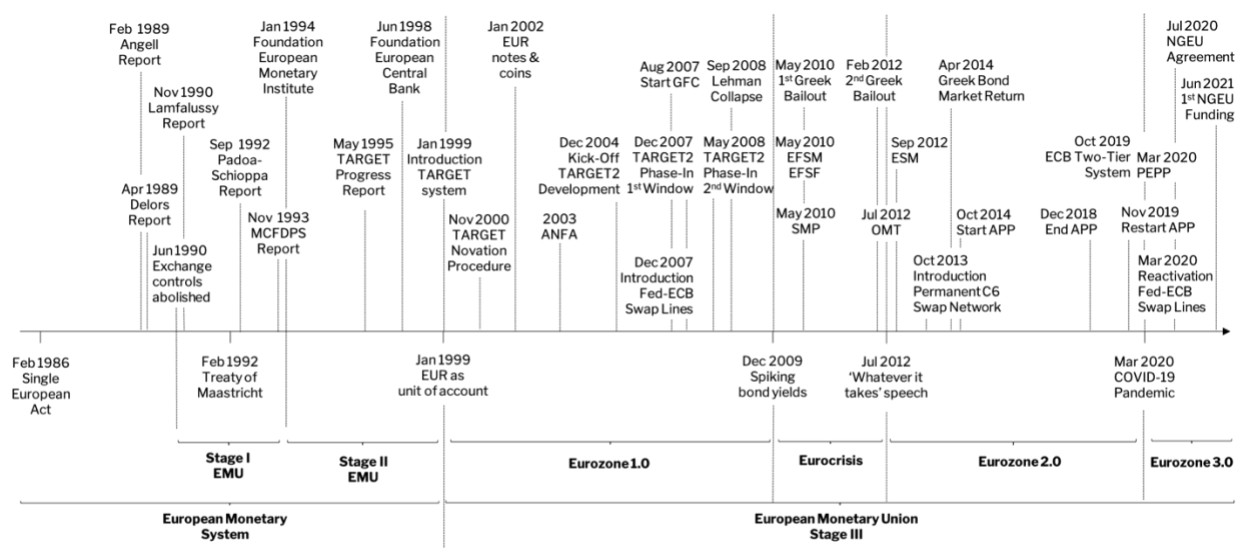 Feb 1989
Angell
Report
Nov 1990
Lamfalussy
Report
Apr 1989
Delors
Report
Jun 1990
Exchange
controls
abolished
Sep 1992
Padoa-
Schioppa
Report
Jan 1994
Foundation
European
Monetary
Institute
Nov 1993
MCFDPS
Report
May 1995
TARGET
Progress
Report
Jun 1998
Foundation
European
Central
Bank
Jan 1999
Introduction
TARGET
system
Jan 2002
EUR
notes &
coins
Nov 2000
TARGET
Novation
Procedure
2003
ANFA
Dec 2004
Kick-Off
TARGET2
Development
Aug 2007
Start GFC
Dec 2007
TARGET2
Phase-In
1st Window
Dec 2007
Introduction
Fed-ECB
Swap Lines
Sep 2008
Lehman
Collapse
May 2008
TARGET2
Phase-In
2nd Window
May 2010
1st Greek
Bailout
May 2010
EFSM
EFSF
May 2010
SMP
Feb 2012
2nd Greek
Bailout
Jul 2012
OMT
Sep 2012
ESM
Apr 2014
Greek Bond
Market Return
Oct 2014
Start APP
Oct 2013
Introduction
Permanent C6
Swap Network
Dec 2018
End APP
Oct 2019
ECB Two-Tier
System
Nov 2019
Restart APP
Mar 2020
PEPP
Mar 2020
Reactivation
Fed-ECB
Swap Lines
Jul 2020
NGEU
Agreement
Jun 2021
1st NGEU
Funding
Feb 1986
Single
European
Act
Feb 1992
Treaty of
Maastricht
Jan 1999
EUR as
unit of account
Dec 2009
Spiking
bond yields
Jul 2012
‘Whatever it
takes’ speech
Mar 2020
COVID-19
Pandemic
Stage I
EMU
Stage II
EMU
Eurozone 1.0
Eurocrisis
Eurozone 2.0
Eurozone 3.0
European Monetary
System
European Monetary Union
Stage III